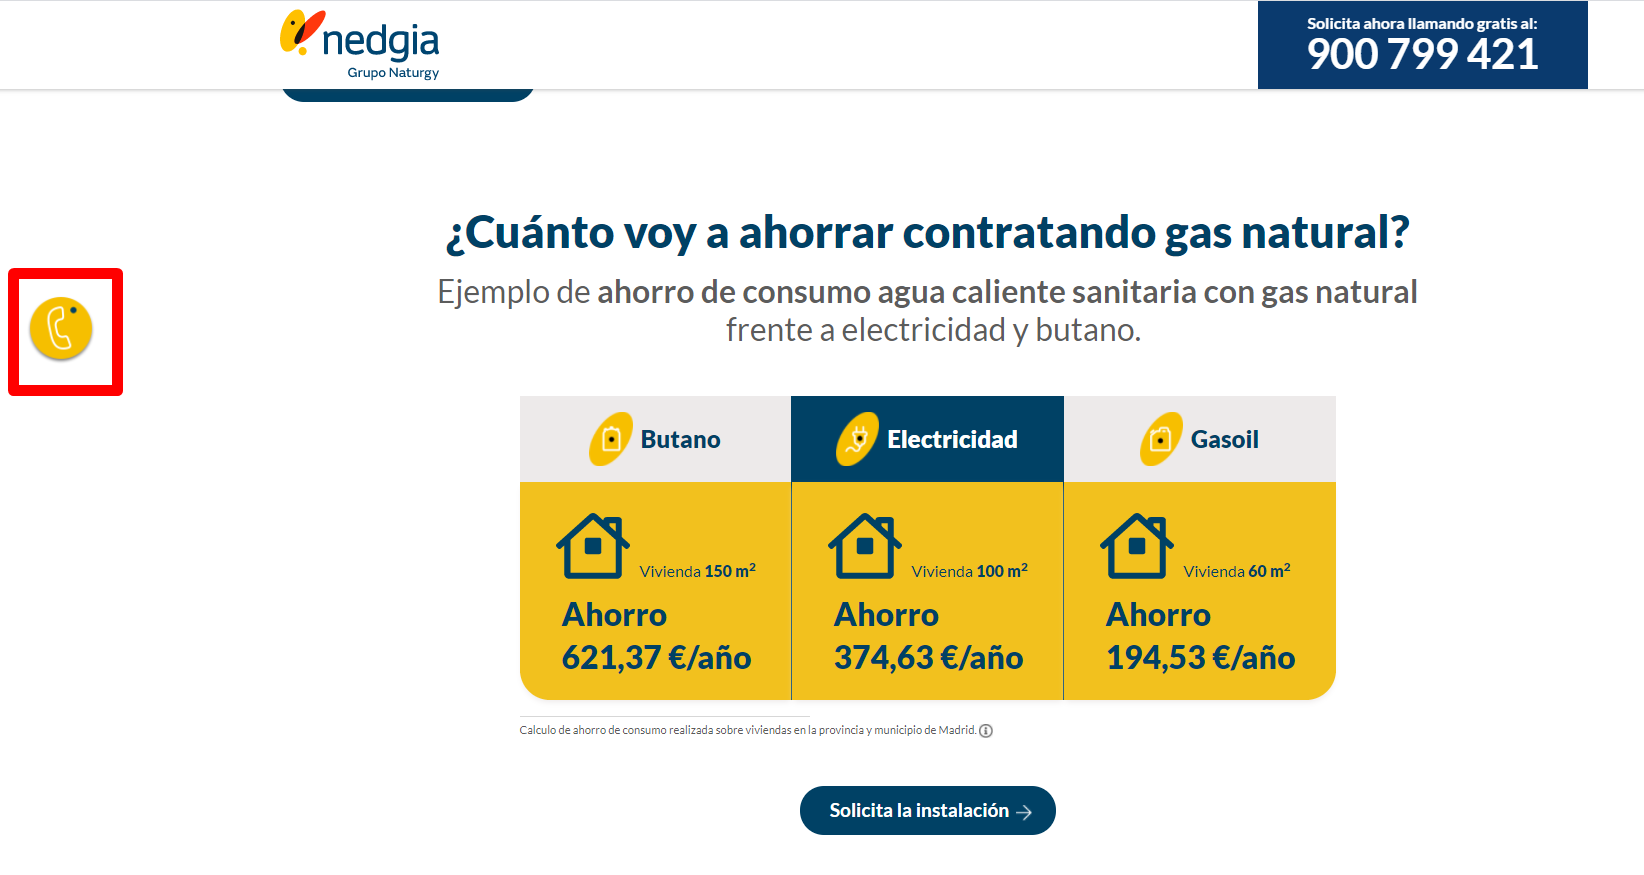 nedgia
Grupo Naturgy
Solicita ahora llamando gratis al:
900 799 421
¿Cuánto voy a ahorrar contratando gas natural?
Ejemplo de ahorro de consumo agua caliente sanitaria con gas natural
frente a electricidad y butano.
Butano
Electricidad
Gasoil
Vivienda 150 m²
Vivienda 100 m²
Vivienda 60 m²
Ahorro
621,37 €/año
Ahorro
374,63 €/año
Ahorro
194,53 €/año
Calculo de ahorro de consumo realizada sobre viviendas en la provincia y municipio de Madrid.
Solicita la instalación →